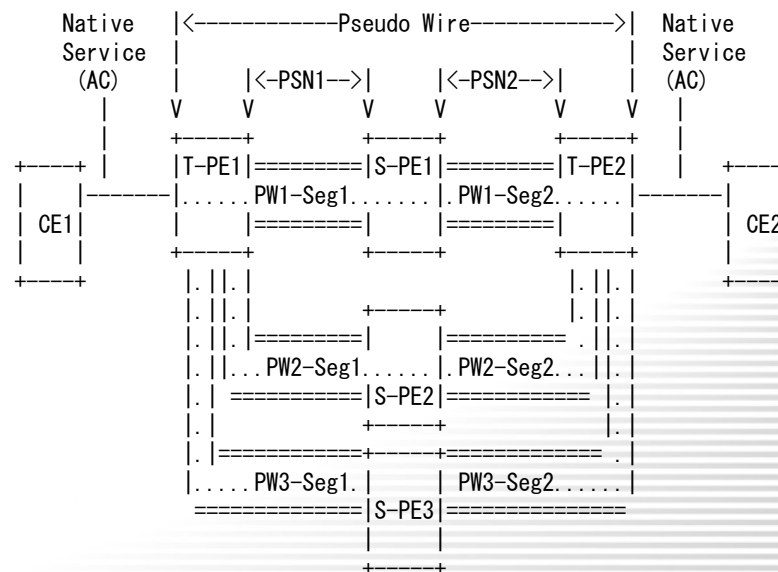 Native |<------------Pseudo Wire------------>| Native
Service | | Service
(AC) | |<-PSN1-->| |<-PSN2-->| | (AC)
| V V V V V V |
| +-----+ +-----+ +-----+ |
+----+ | |T-PE1|=========|S-PE1|=========|T-PE2| | +----
| |-------|......PW1-Seg1.......|.PW1-Seg2......|-------|
| CE1| | |=========| |=========| | | CE2
| | +-----+ +-----+ +-----+ |
+----+ |.||.| |.||.| +----
|.||.| +-----+ |.||.|
|.||.|=========| |========== .||.|
|.||...PW2-Seg1......|.PW2-Seg2...||.|
|.| ===========|S-PE2|============ |.|
|.| +-----+ |.|
|.|============+-----+============= .|
|.....PW3-Seg1.| | PW3-Seg2......|
==============|S-PE3|===============
| |
+-----+